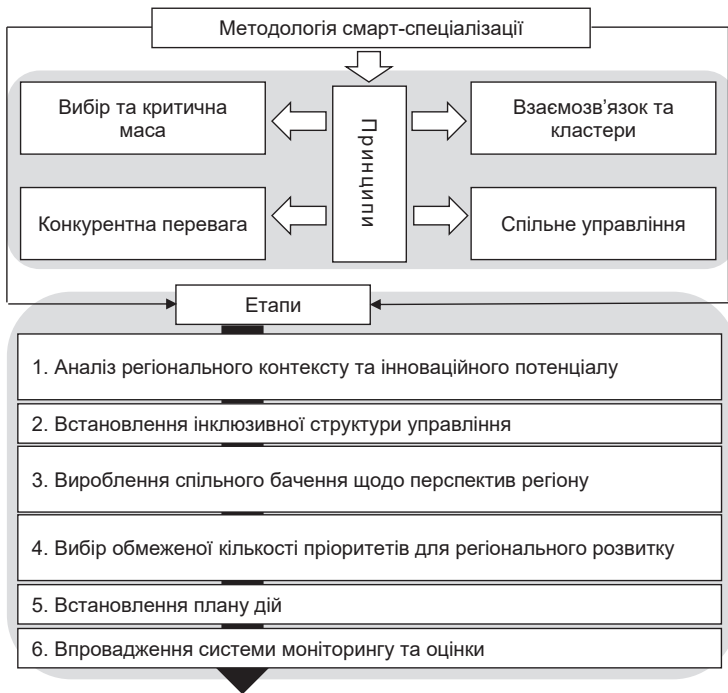 Методологія смарт-спеціалізації
Вибір та критична
маса
Принципи
Взаємозв'язок та
кластери
Конкурентна перевага
Спільне управління
Етапи
1. Аналіз регіонального контексту та інноваційного потенціалу
2. Встановлення інклюзивної структури управління
3. Вироблення спільного бачення щодо перспектив регіону
4. Вибір обмеженої кількості пріоритетів для регіонального розвитку
5. Встановлення плану дій
6. Впровадження системи моніторингу та оцінки